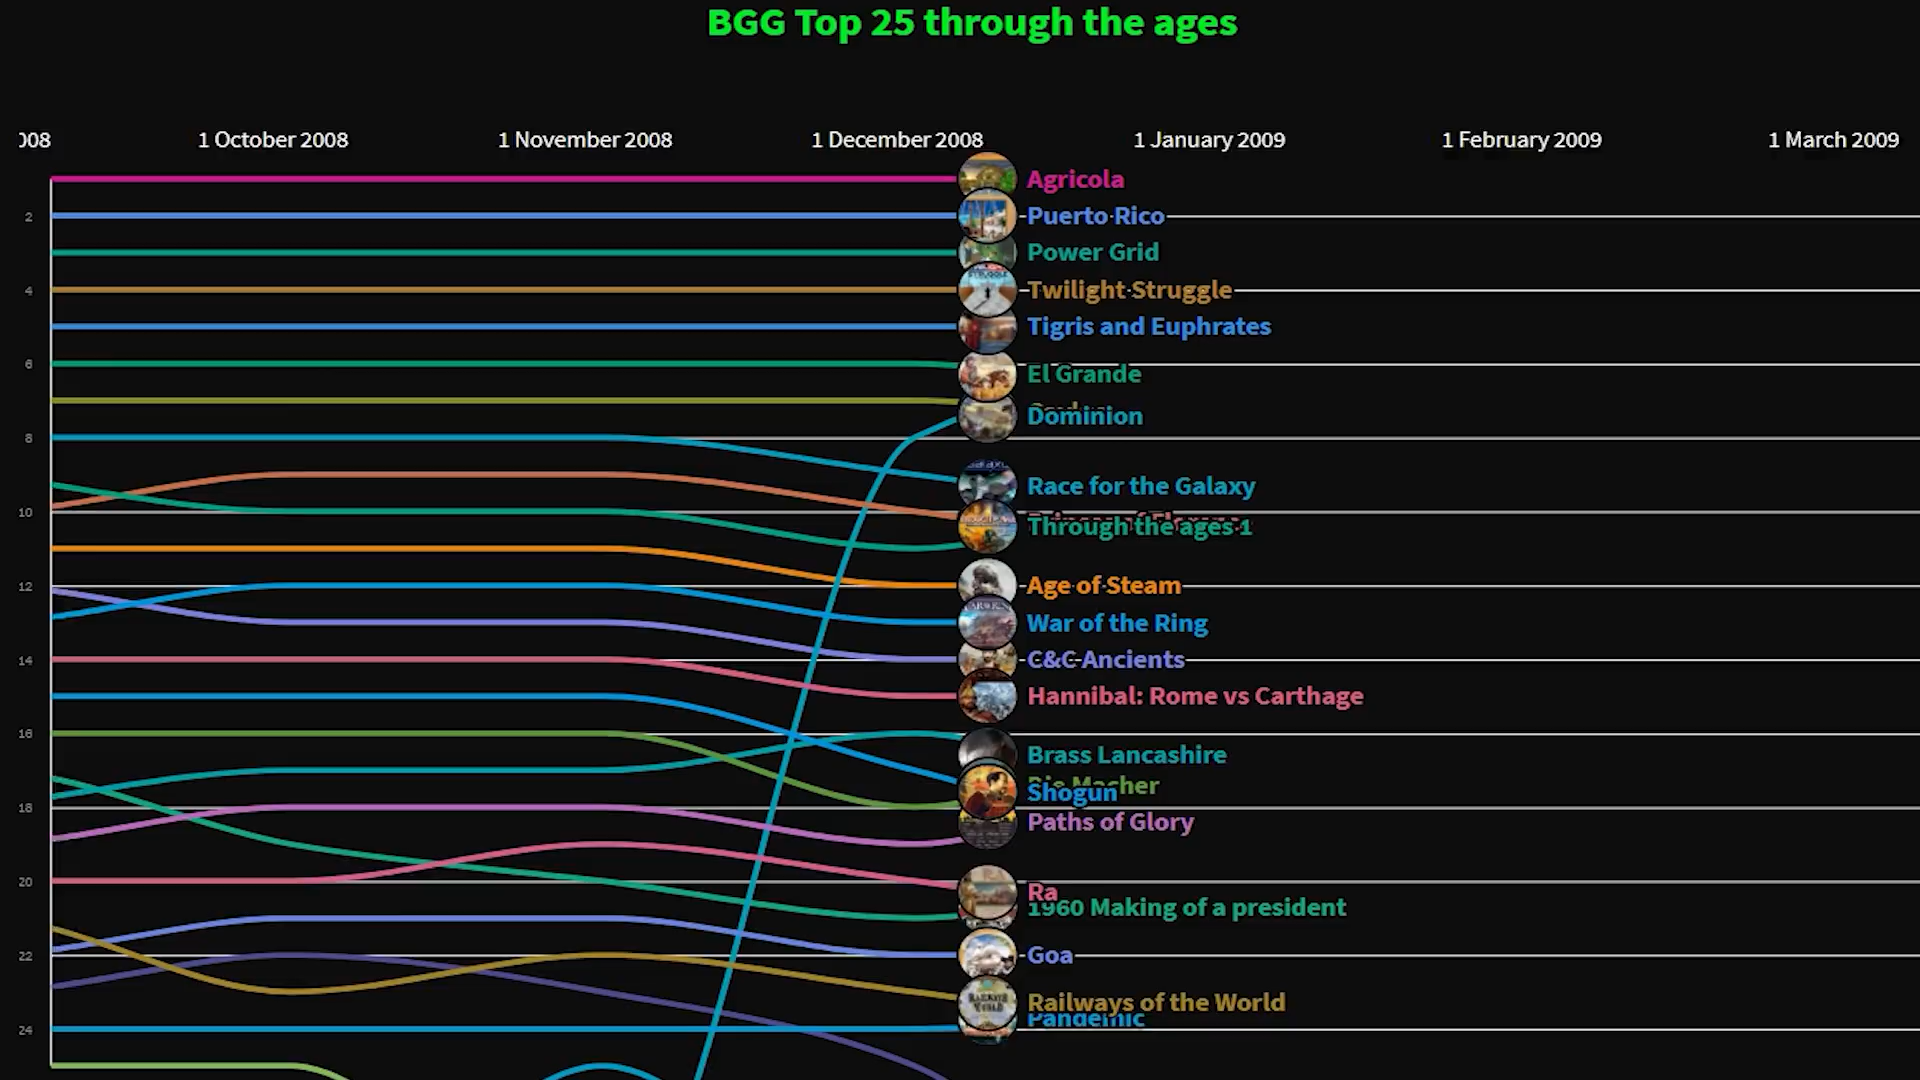 BGG Top 25 through the ages
008 1 October 2008 1 November 2008 1 December 2008 1 January 2009 1 February 2009 1 March 2009
Agricola
2 Puerto Rico
Power Grid
4 Twilight Struggle
Tigris and Euphrates
6 El Grande
Dominion
8
Race for the Galaxy
10 Through the ages 1
12 Age of Steam
War of the Ring
14 C&C Ancients
Hannibal: Rome vs Carthage
16
Brass Lancashire
Shogun
18
Paths of Glory
20 Ra
1960 Making of a president
22 Goa
Railways of the World
Pandemic
24